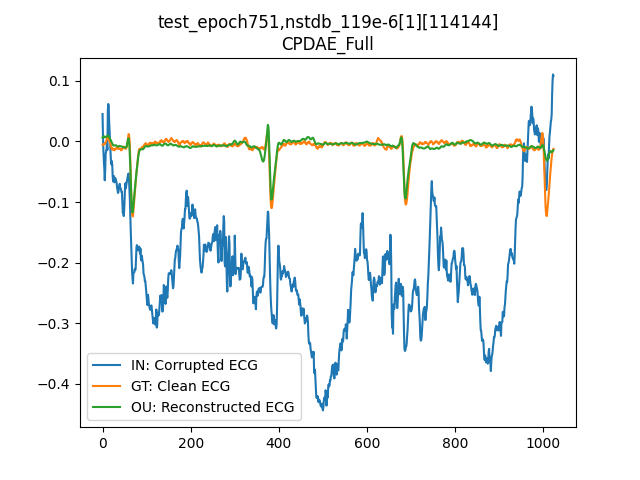 test_epoch751,nstdb_119e-6[1][114144]
CPDAE_Full
0.1
0.0
−0.1
−0.2
−0.3
−0.4
IN: Corrupted ECG
GT: Clean ECG
OU: Reconstructed ECG
0 200 400 600 800 1000